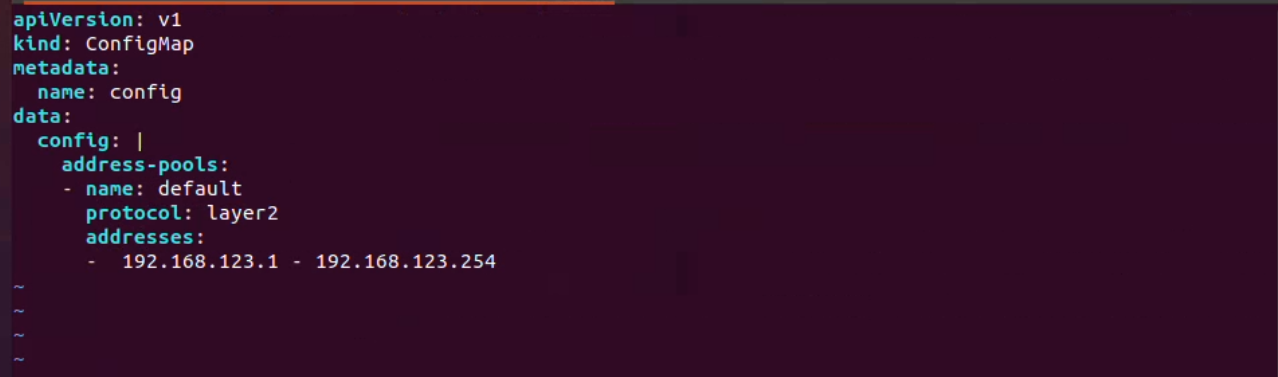 apiVersion: v1
kind: ConfigMap
metadata:
  name: config
data:
  config: |
    address-pools:
    - name: default
      protocol: layer2
      addresses:
      -  192.168.123.1 - 192.168.123.254
~
~
~
~